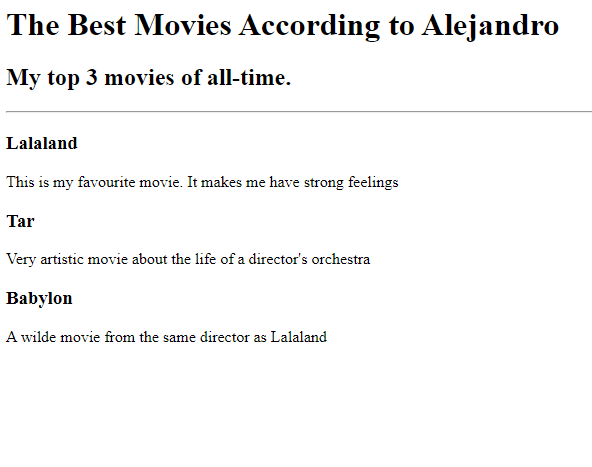 The Best Movies According to Alejandro
My top 3 movies of all-time.
Lalaland
This is my favourite movie. It makes me have strong feelings
Tar
Very artistic movie about the life of a director's orchestra
Babylon
A wilde movie from the same director as Lalaland